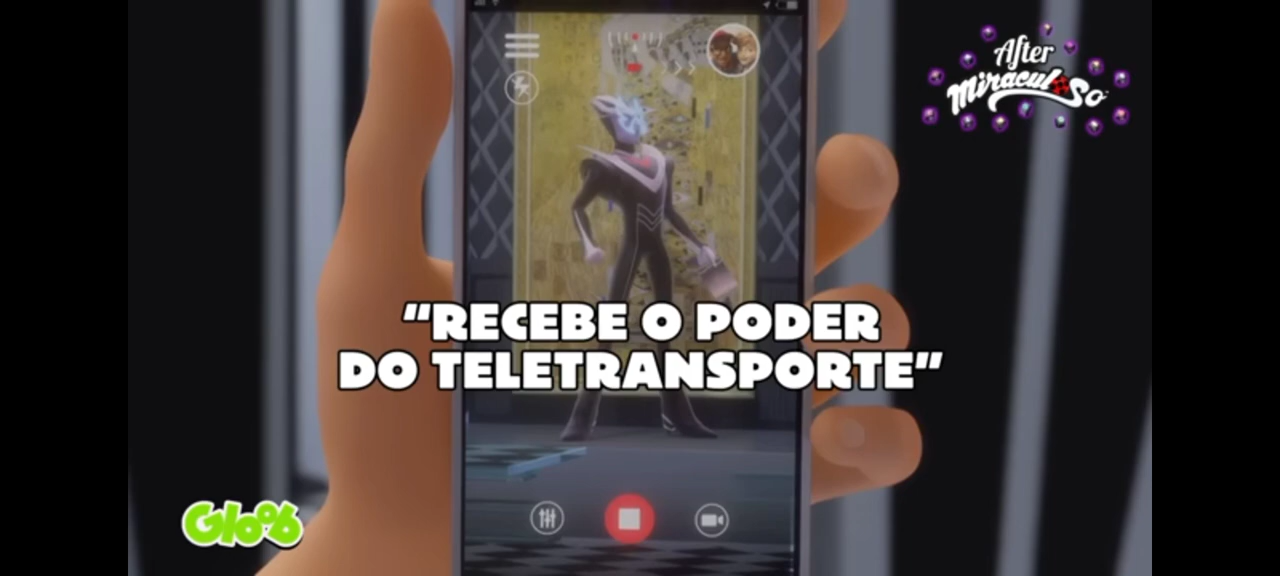 After
Miraculoso
"RECEBE O PODER
DO TELETRANSPORTE"
Gloob